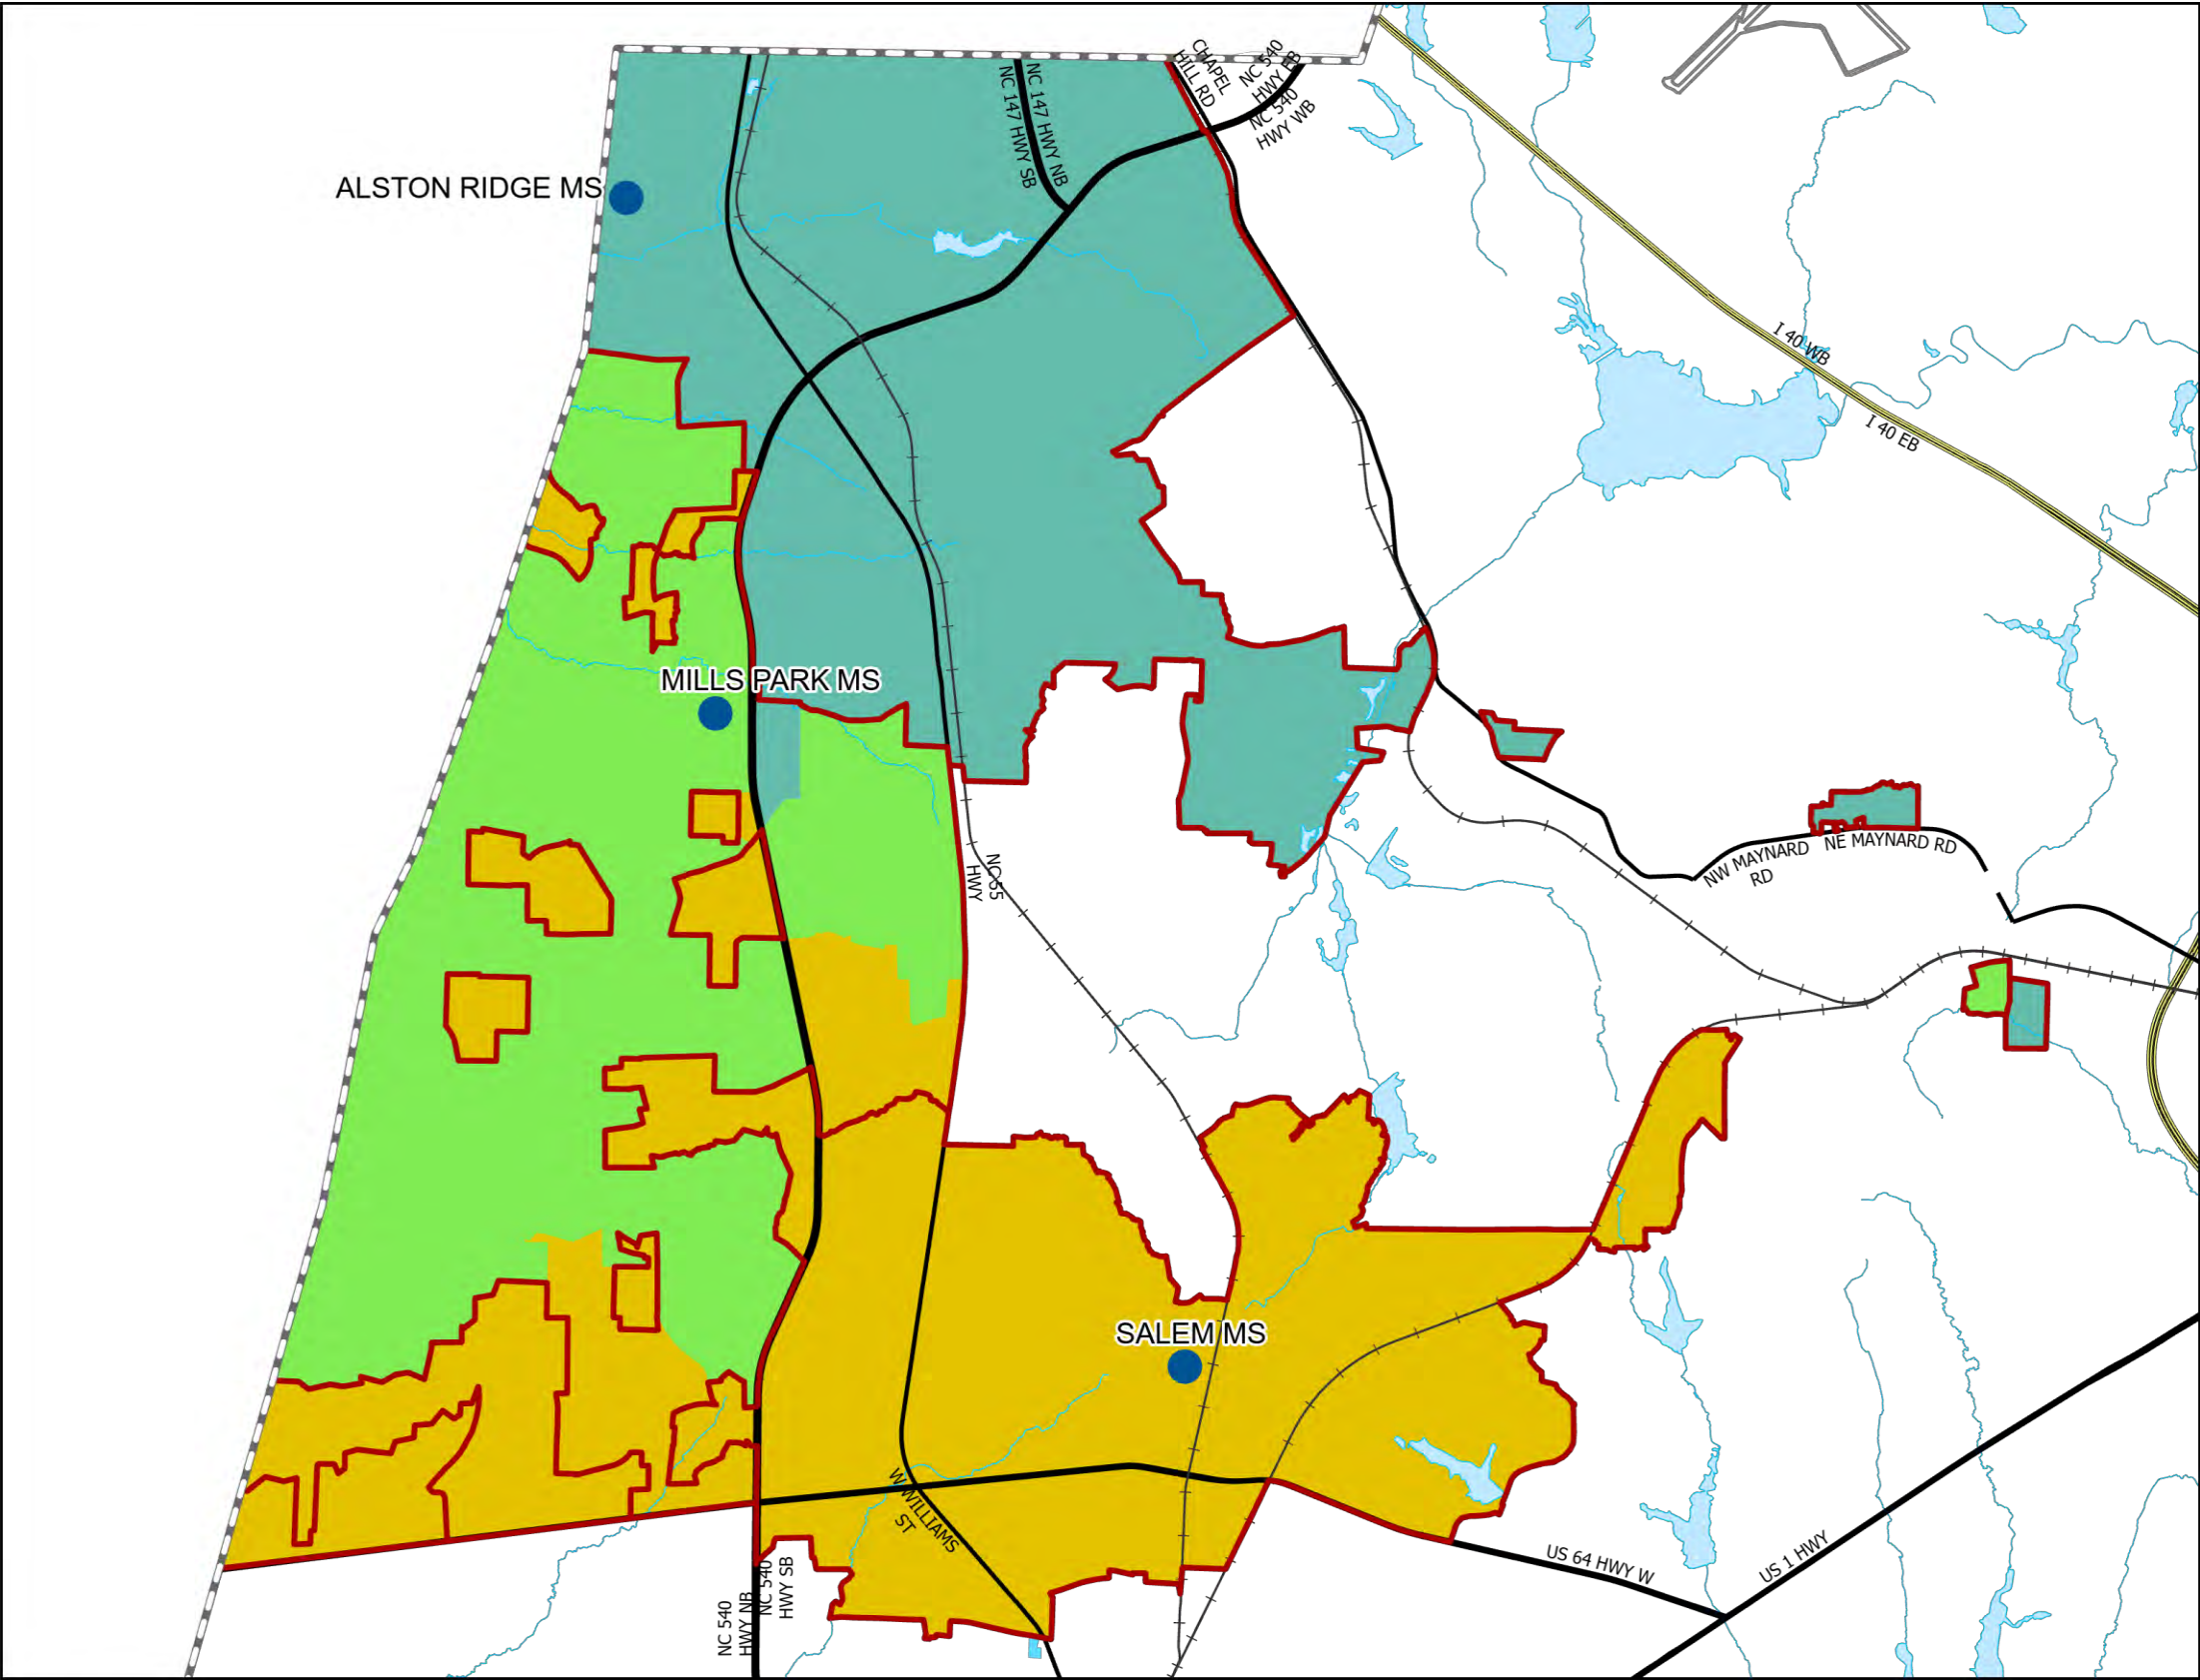 CHAPEL
HILL RD
NC 540
HWY EB
NC 540
HWY WB
NC 147 HWY NB
NC 147 HWY SB
ALSTON RIDGE MS
I 40 WB
I 40 EB
MILLS PARK MS
NC 55
HWY
NW MAYNARD
RD
NE MAYNARD RD
SALEM MS
W WILLIAMS
ST
US 64 HWY W
US 1 HWY
NC 540
HWY NB
NC 540
HWY SB